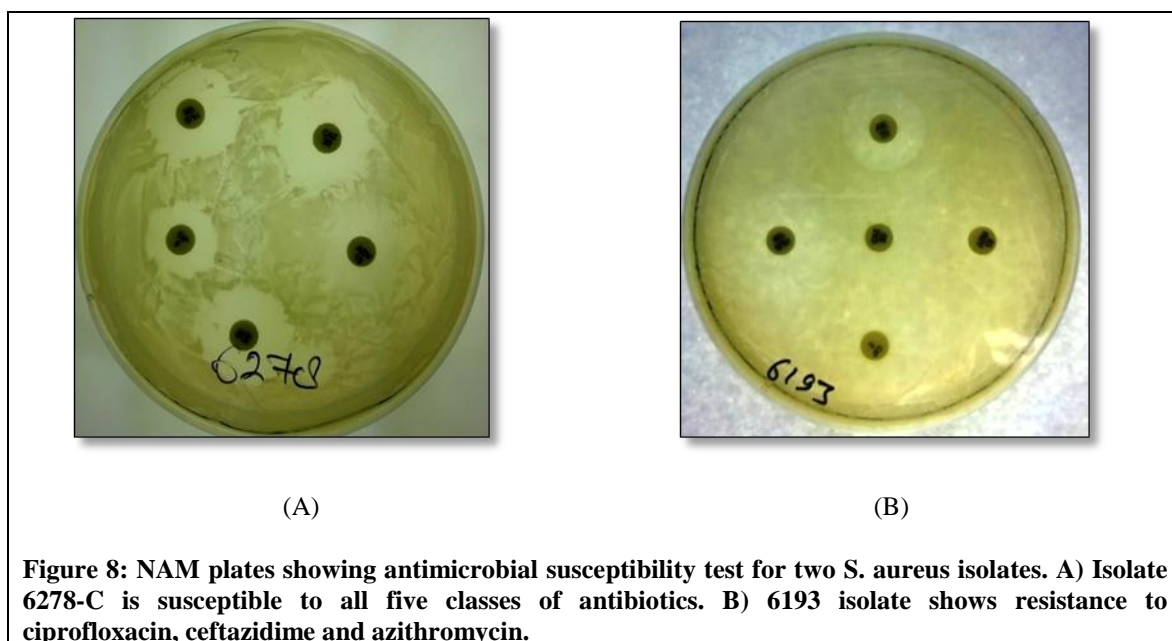 6278
6193
(A)
(B)
Figure 8: NAM plates showing antimicrobial susceptibility test for two S. aureus isolates. A) Isolate
6278-C is susceptible to all five classes of antibiotics. B) 6193 isolate shows resistance to
ciprofloxacin, ceftazidime and azithromycin.